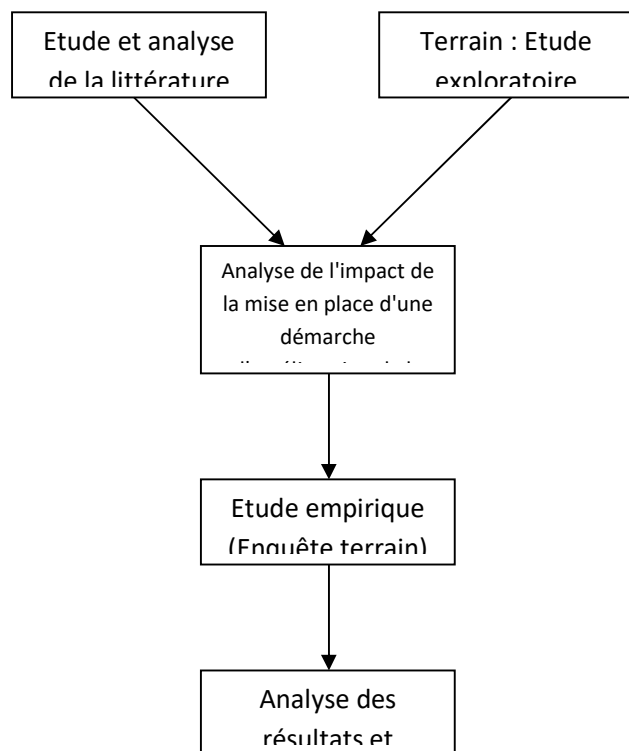 Etude et analyse
de la littérature
Terrain : Etude
exploratoire
Analyse de l'impact de
la mise en place d'une
démarche
Etude empirique
(Enquête terrain)
Analyse des
résultats et